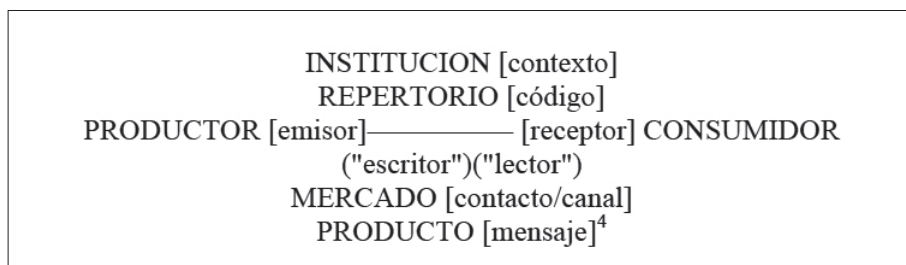 INSTITUCION [contexto]
REPERTORIO [código]
PRODUCTOR [emisor]—————— [receptor] CONSUMIDOR
("escritor")("lector")
MERCADO [contacto/canal]
PRODUCTO [mensaje]⁴